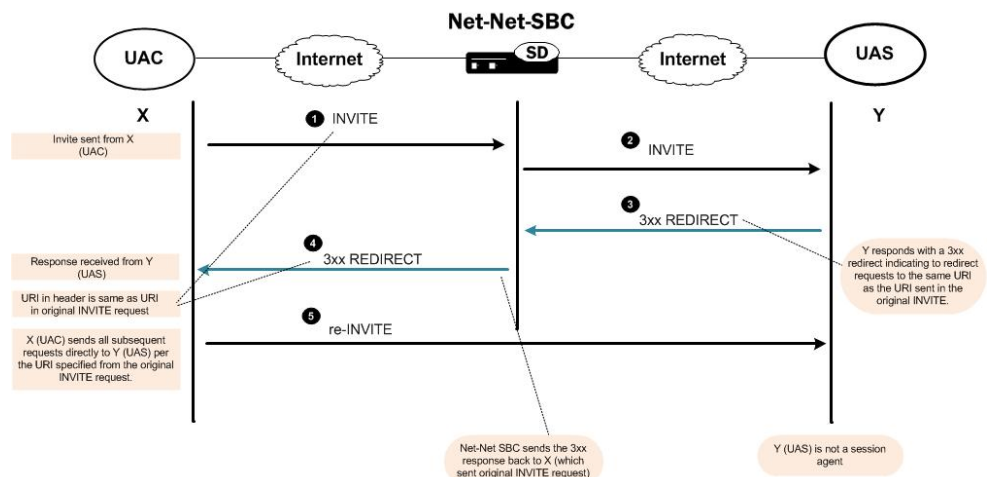 Net-Net-SBC
UAC
Internet
SD
Internet
UAS
X
Y
1 INVITE
Invite sent from X
(UAC)
2
INVITE
3
3xx REDIRECT
4
3xx REDIRECT
Response received from Y
(UAS)
Y responds with a 3xx
redirect indicating to redirect
requests to the same URI
as the URI sent in the
original INVITE.
URI in header is same as URI
in original INVITE request
5
re-INVITE
X (UAC) sends all subsequent
requests directly to Y (UAS) per
the URI specified from the original
INVITE request.
Net-Net SBC sends the 3xx
response back to X (which
sent original INVITE request)
Y (UAS) is not a session
agent